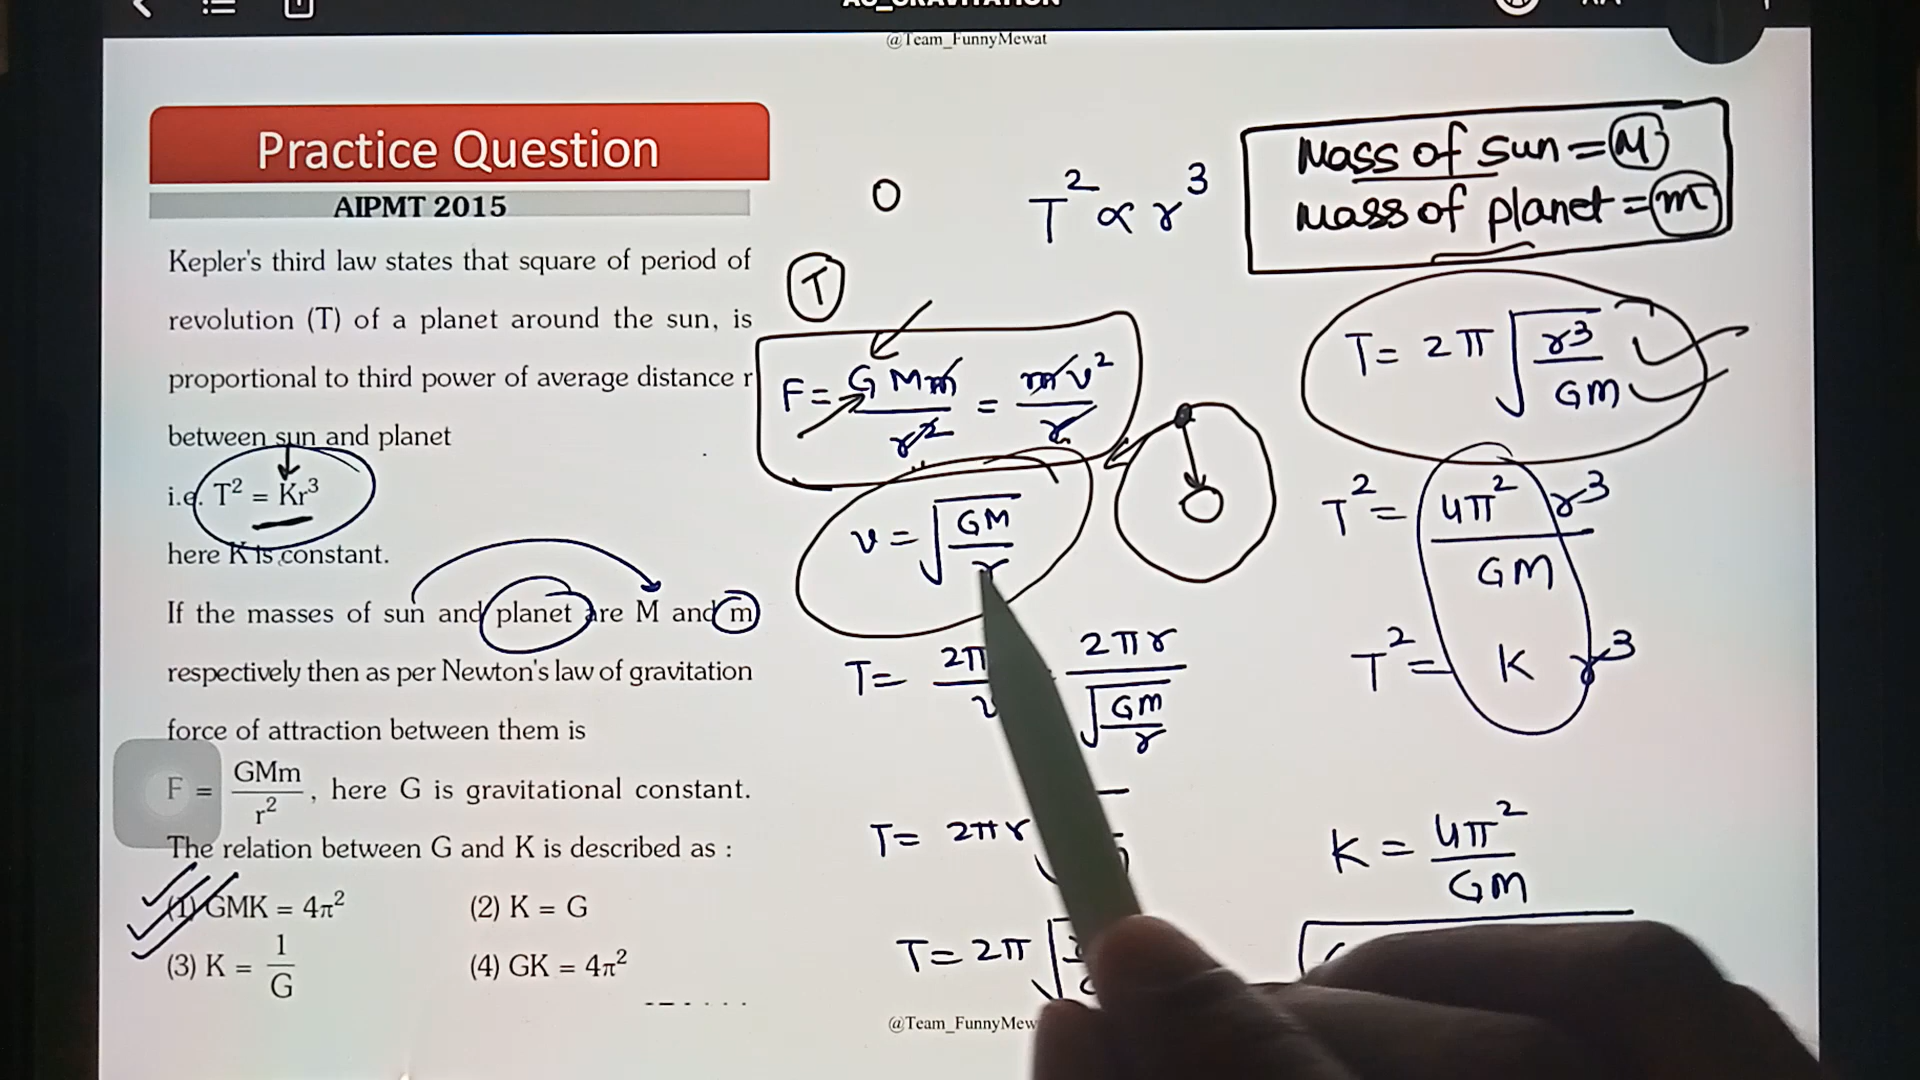 @Team_FunnyMewat
Practice Question
AIPMT 2015
Kepler's third law states that square of period of
revolution (T) of a planet around the sun, is
proportional to third power of average distance r
between sun and planet
i.e. T² = Kr³
here K is constant.
If the masses of sun and planet are M and m
respectively then as per Newton's law of gravitation
force of attraction between them is
F = GMm/r², here G is gravitational constant.
The relation between G and K is described as :
(1) GMK = 4π²
(2) K = G
(3) K = 1/G
(4) GK = 4π²
T² ∝ r³
Mass of sun = M
Mass of planet = m
T
F = GMm/r² = mv²/r
v = √(GM/r)
T = 2π
v
2πr/√(GM/r)
T = 2πr
T = 2π√
T = 2π√(r³/GM)
T² = 4π² r³/GM
T² = K r³
K = 4π²/GM